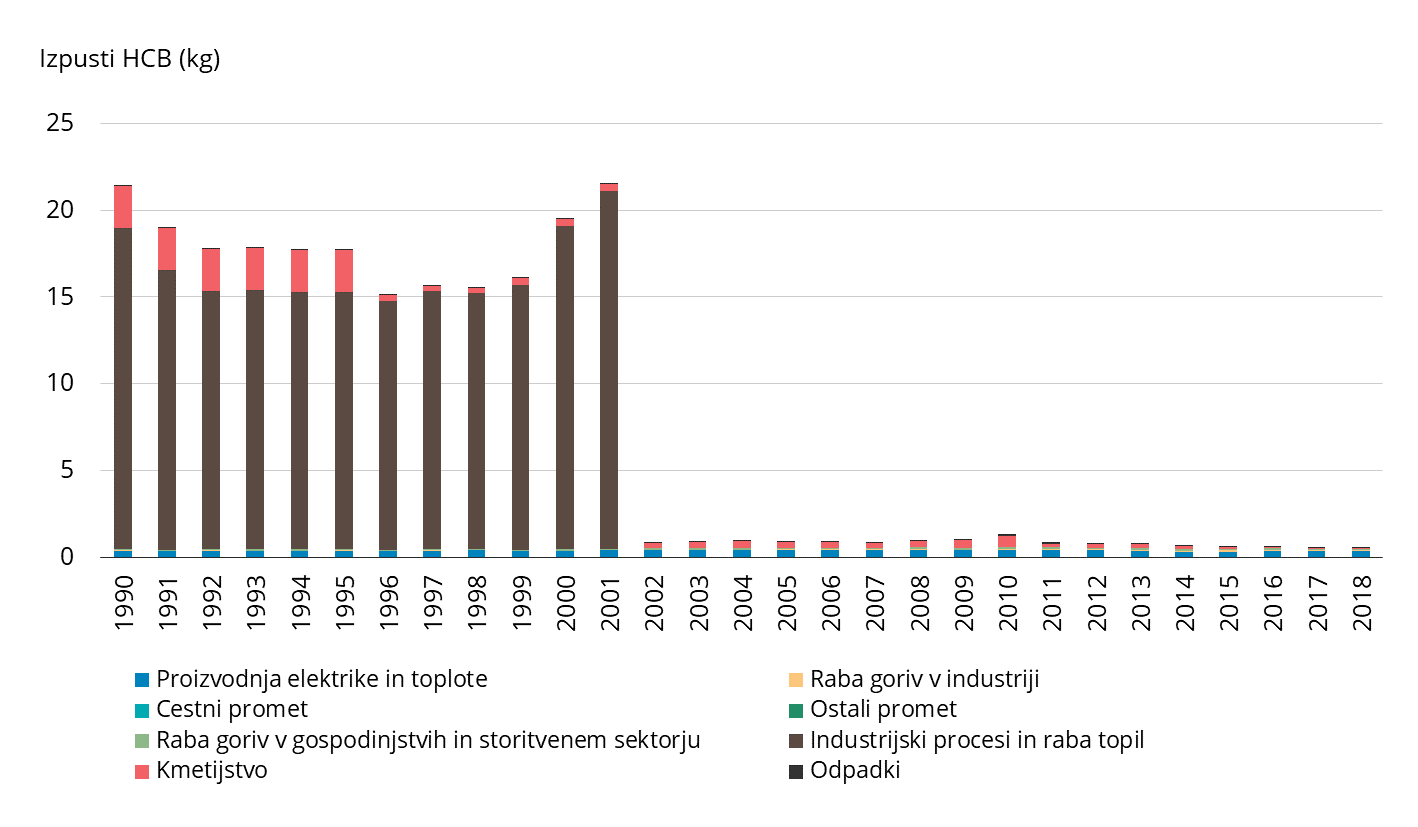 Izpusti HCB (kg)
25
20
15
10
5
0
1990 1991 1992 1993 1994 1995 1996 1997 1998 1999 2000 2001 2002 2003 2004 2005 2006 2007 2008 2009 2010 2011 2012 2013 2014 2015 2016 2017 2018
Proizvodnja elektrike in toplote Raba goriv v industriji
Cestni promet Ostali promet
Raba goriv v gospodinjstvih in storitvenem sektorju Industrijski procesi in raba topil
Kmetijstvo Odpadki